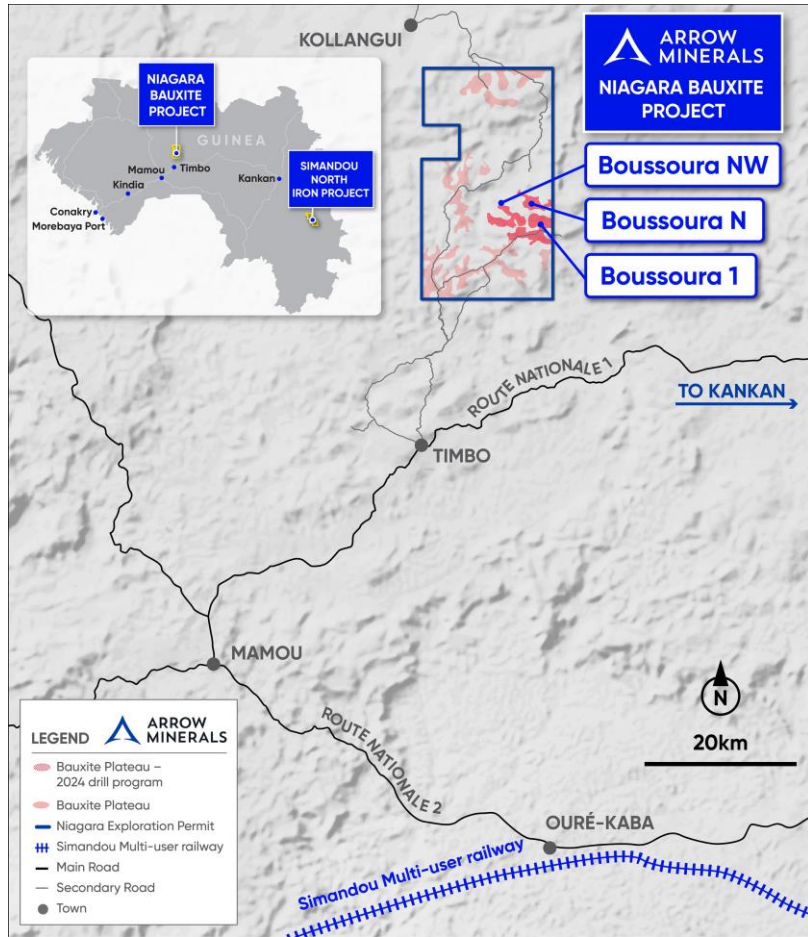 KOLLANGUI
ARROW
MINERALS
NIAGARA BAUXITE
PROJECT
NIAGARA
BAUXITE
PROJECT
GUINEA
Mamou
Timbo
Kindia
Kankan
SIMANDOU
NORTH
IRON PROJECT
Conakry
Morebaya Port
Boussoura NW
Boussoura N
Boussoura 1
ROUTE NATIONALE 1
TO KANKAN
TIMBO
MAMOU
N
20km
ROUTE NATIONALE 2
OURÉ-KABA
Simandou Multi-user railway
LEGEND
ARROW
MINERALS
Bauxite Plateau –
2024 drill program
Bauxite Plateau
Niagara Exploration Permit
Simandou Multi-user railway
Main Road
Secondary Road
Town